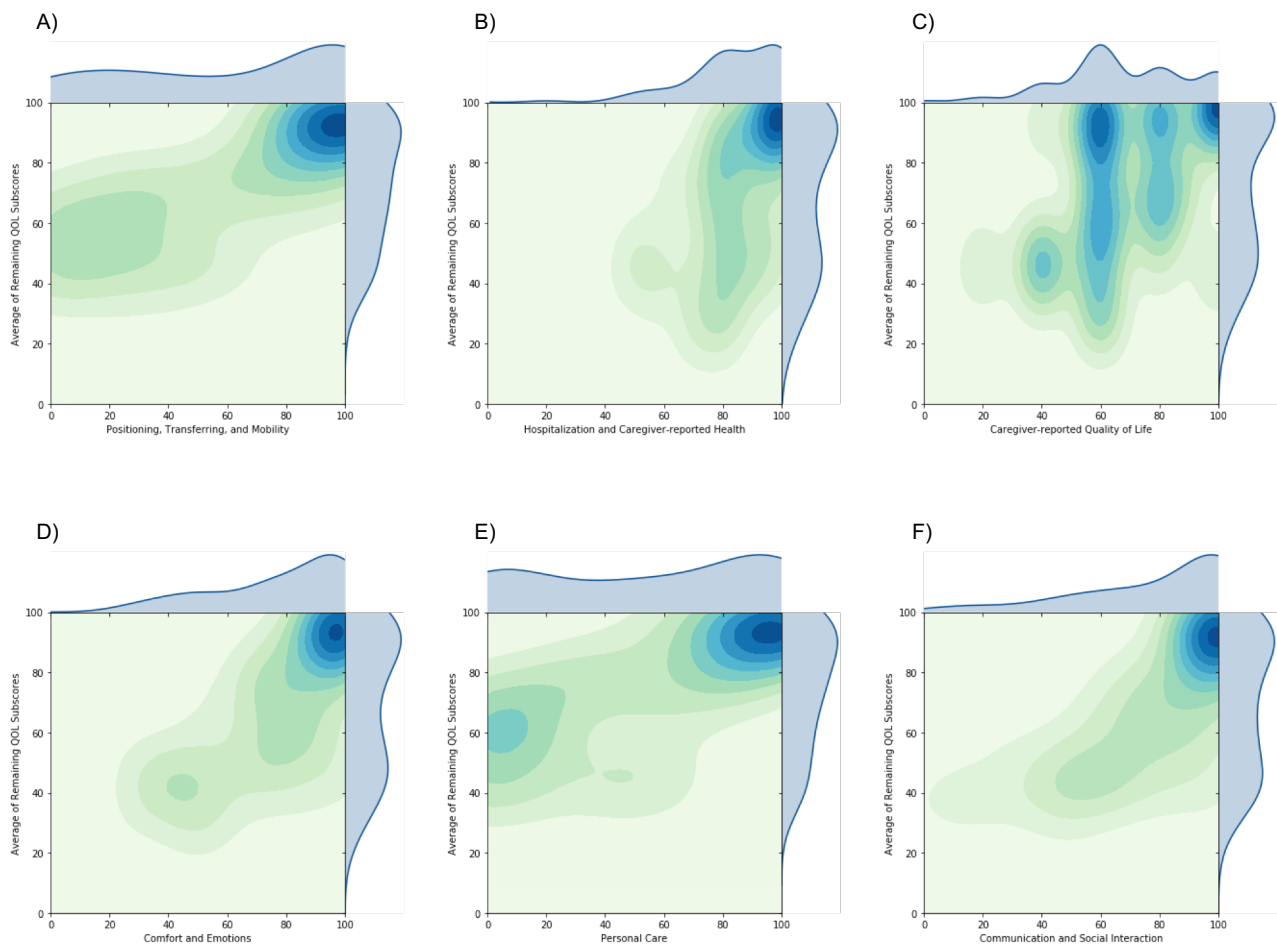 A)
B)
C)
Average of Remaining QOL Subscores
100
80
60
40
20
0
0 20 40 60 80 100
Positioning, Transferring, and Mobility
Average of Remaining QOL Subscores
100
80
60
40
20
0
0 20 40 60 80 100
Hospitalization and Caregiver-reported Health
Average of Remaining QOL Subscores
100
80
60
40
20
0
0 20 40 60 80 100
Caregiver-reported Quality of Life
D)
E)
F)
Average of Remaining QOL Subscores
100
80
60
40
20
0
0 20 40 60 80 100
Comfort and Emotions
Average of Remaining QOL Subscores
100
80
60
40
20
0
0 20 40 60 80 100
Personal Care
Average of Remaining QOL Subscores
100
80
60
40
20
0
0 20 40 60 80 100
Communication and Social Interaction